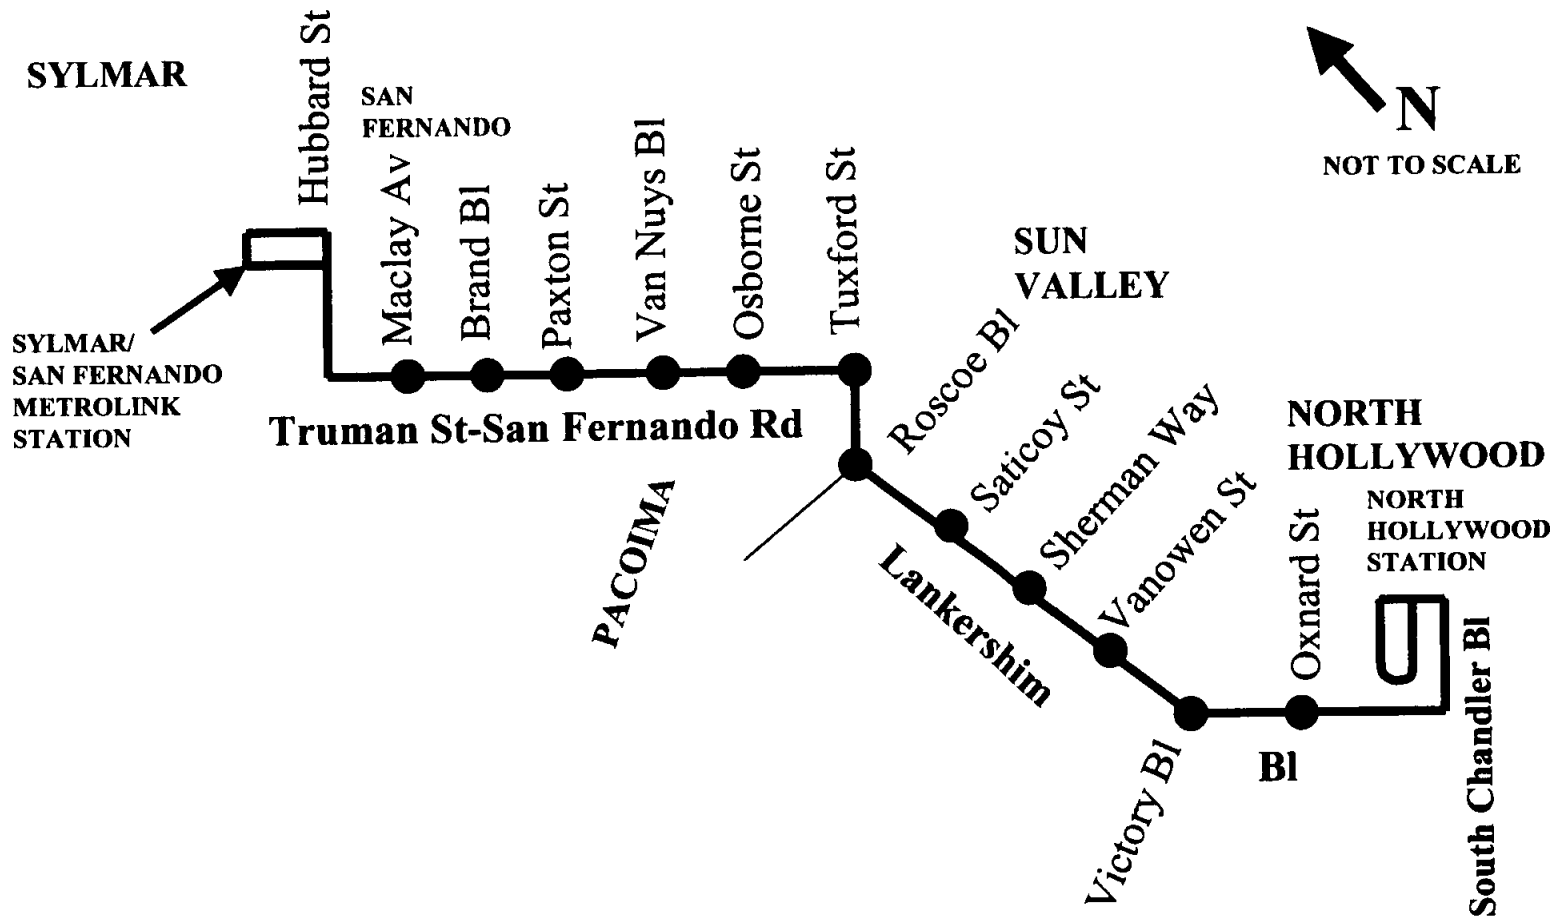 SYLMAR
Hubbard St
SAN
FERNANDO
Maclay Av
Brand Bl
Paxton St
Van Nuys Bl
Osborne St
Tuxford St
N
NOT TO SCALE
SUN
VALLEY
SYLMAR/
SAN FERNANDO
METROLINK
STATION
Truman St-San Fernando Rd
PACOIMA
Roscoe Bl
Saticoy St
Sherman Way
Vanowen St
Lankershim
Bl
Victory Bl
Oxnard St
NORTH
HOLLYWOOD
NORTH
HOLLYWOOD
STATION
South Chandler Bl